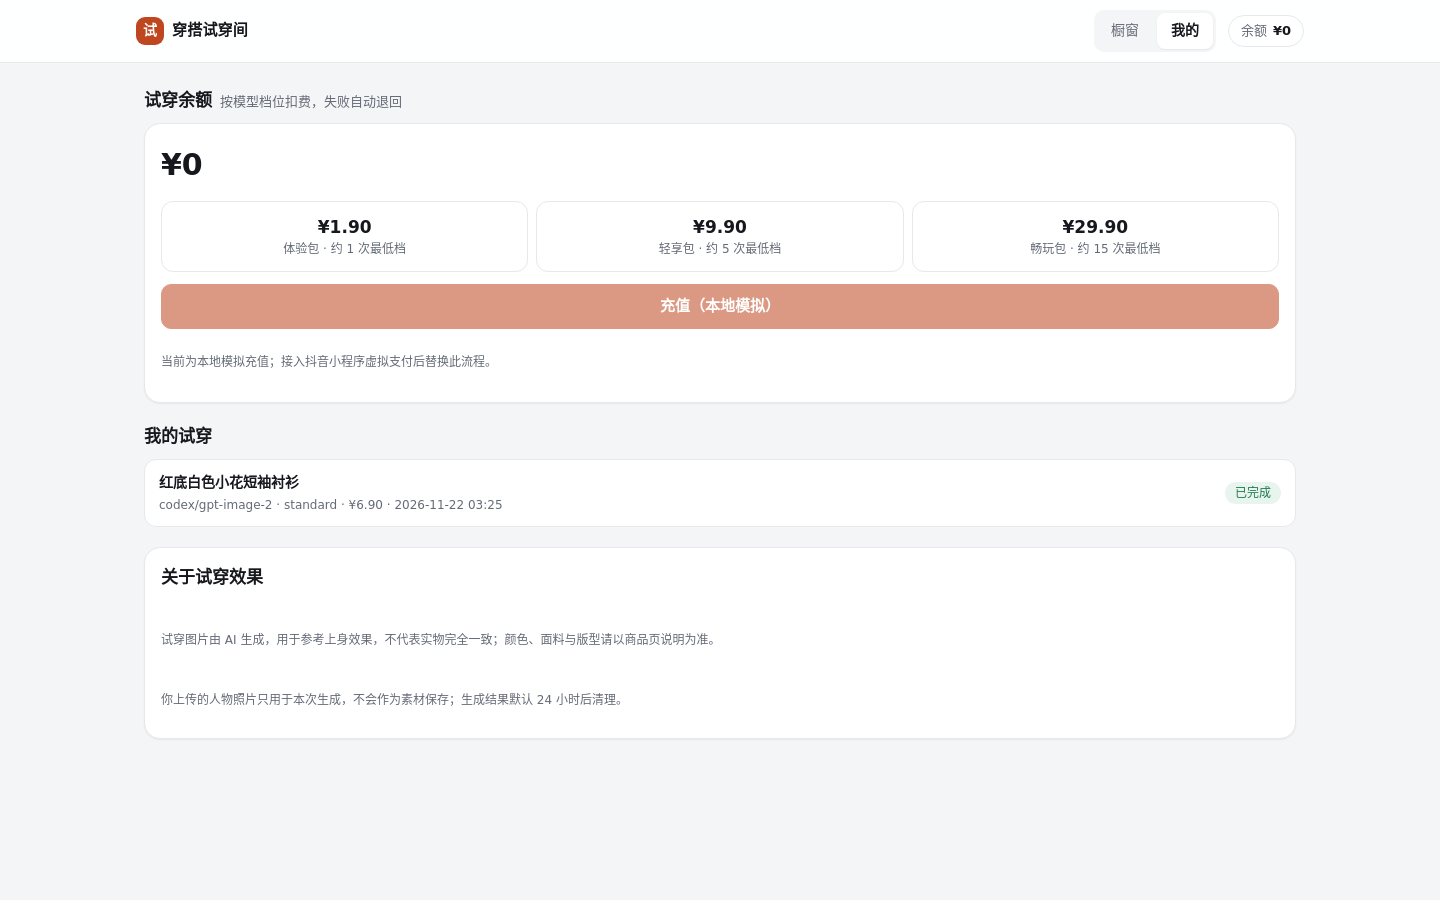 试 穿搭试穿间
橱窗 我的 余额 ¥0
试穿余额 按模型档位扣费，失败自动退回
¥0
¥1.90
体验包 · 约 1 次最低档
¥9.90
轻享包 · 约 5 次最低档
¥29.90
畅玩包 · 约 15 次最低档
充值（本地模拟）
当前为本地模拟充值；接入抖音小程序虚拟支付后替换此流程。
我的试穿
红底白色小花短袖衬衫
codex/gpt-image-2 · standard · ¥6.90 · 2026-11-22 03:25
已完成
关于试穿效果
试穿图片由 AI 生成，用于参考上身效果，不代表实物完全一致；颜色、面料与版型请以商品页说明为准。
你上传的人物照片只用于本次生成，不会作为素材保存；生成结果默认 24 小时后清理。